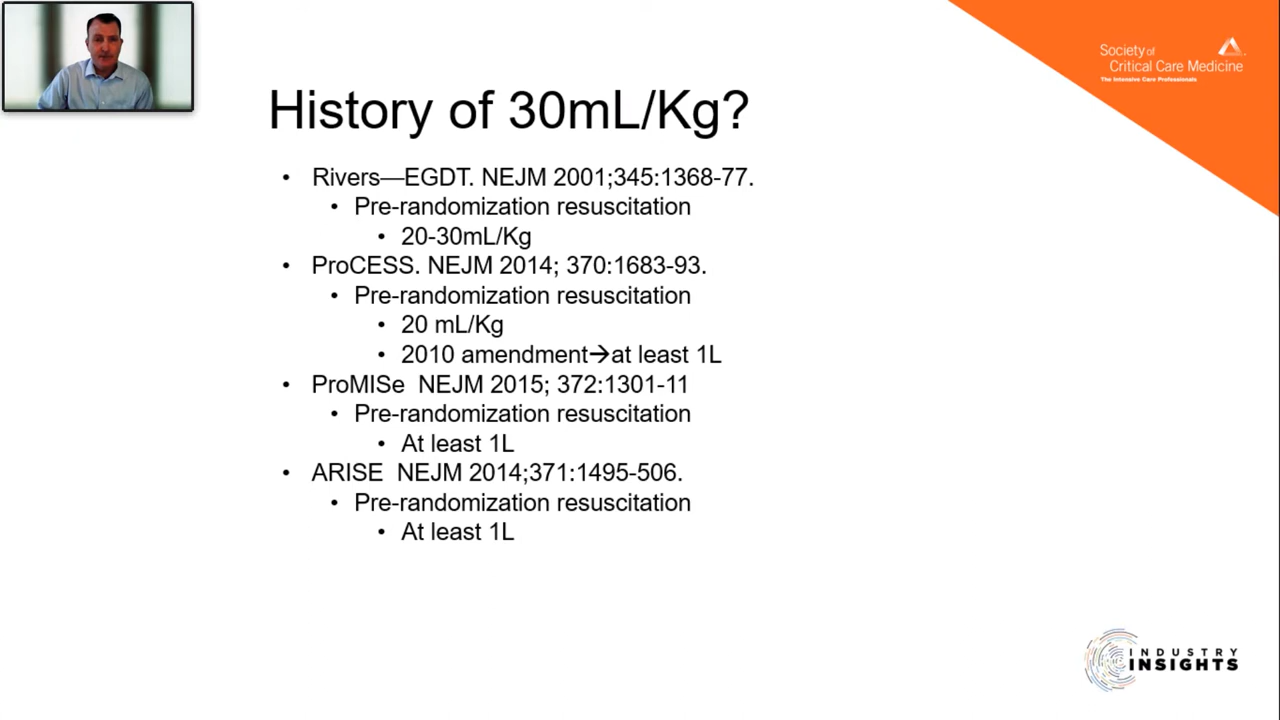 Society of
Critical Care Medicine
The Intensive Care Professionals
History of 30mL/Kg?
• Rivers—EGDT. NEJM 2001;345:1368-77.
• Pre-randomization resuscitation
• 20-30mL/Kg
• ProCESS. NEJM 2014; 370:1683-93.
• Pre-randomization resuscitation
• 20 mL/Kg
• 2010 amendment→at least 1L
• ProMISe  NEJM 2015; 372:1301-11
• Pre-randomization resuscitation
• At least 1L
• ARISE  NEJM 2014;371:1495-506.
• Pre-randomization resuscitation
• At least 1L
INDUSTRY
INSIGHTS